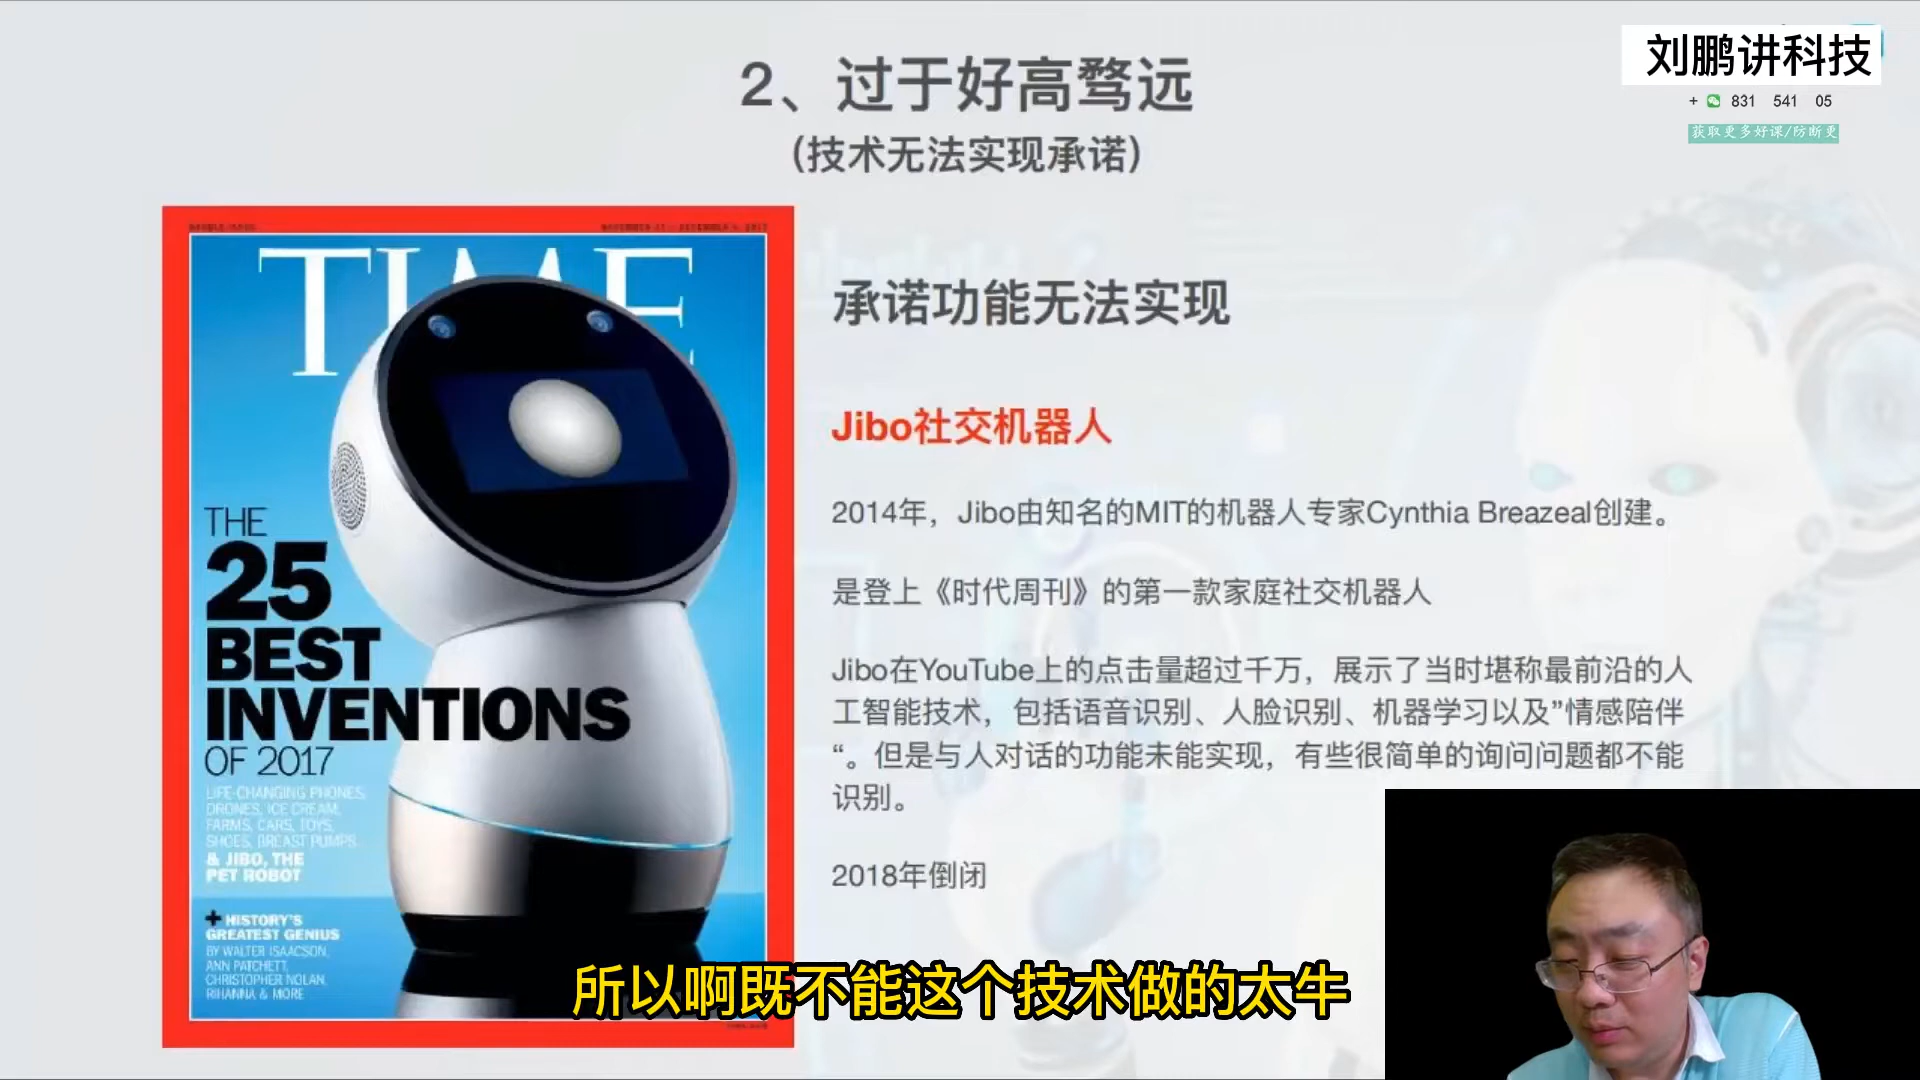 2、过于好高骛远
(技术无法实现承诺)
刘鹏讲科技
+ 831 541 05
获取更多好课/防断更
TIME
THE
25
BEST
INVENTIONS
OF 2017
LIFE-CHANGING PHONES,
DRONES, ICE CREAM,
FARMS, CARS, TOYS,
SHOES, BREAST PUMPS
& JIBO, THE
PET ROBOT
+ HISTORY'S
GREATEST GENIUS
BY WALTER ISAACSON,
ANN PATCHETT,
CHRISTOPHER NOLAN,
RIHANNA & MORE
承诺功能无法实现
Jibo社交机器人
2014年，Jibo由知名的MIT的机器人专家Cynthia Breazeal创建。
是登上《时代周刊》的第一款家庭社交机器人
Jibo在YouTube上的点击量超过千万，展示了当时堪称最前沿的人
工智能技术，包括语音识别、人脸识别、机器学习以及”情感陪伴
“。但是与人对话的功能未能实现，有些很简单的询问问题都不能
识别。
2018年倒闭
所以啊既不能这个技术做的太牛